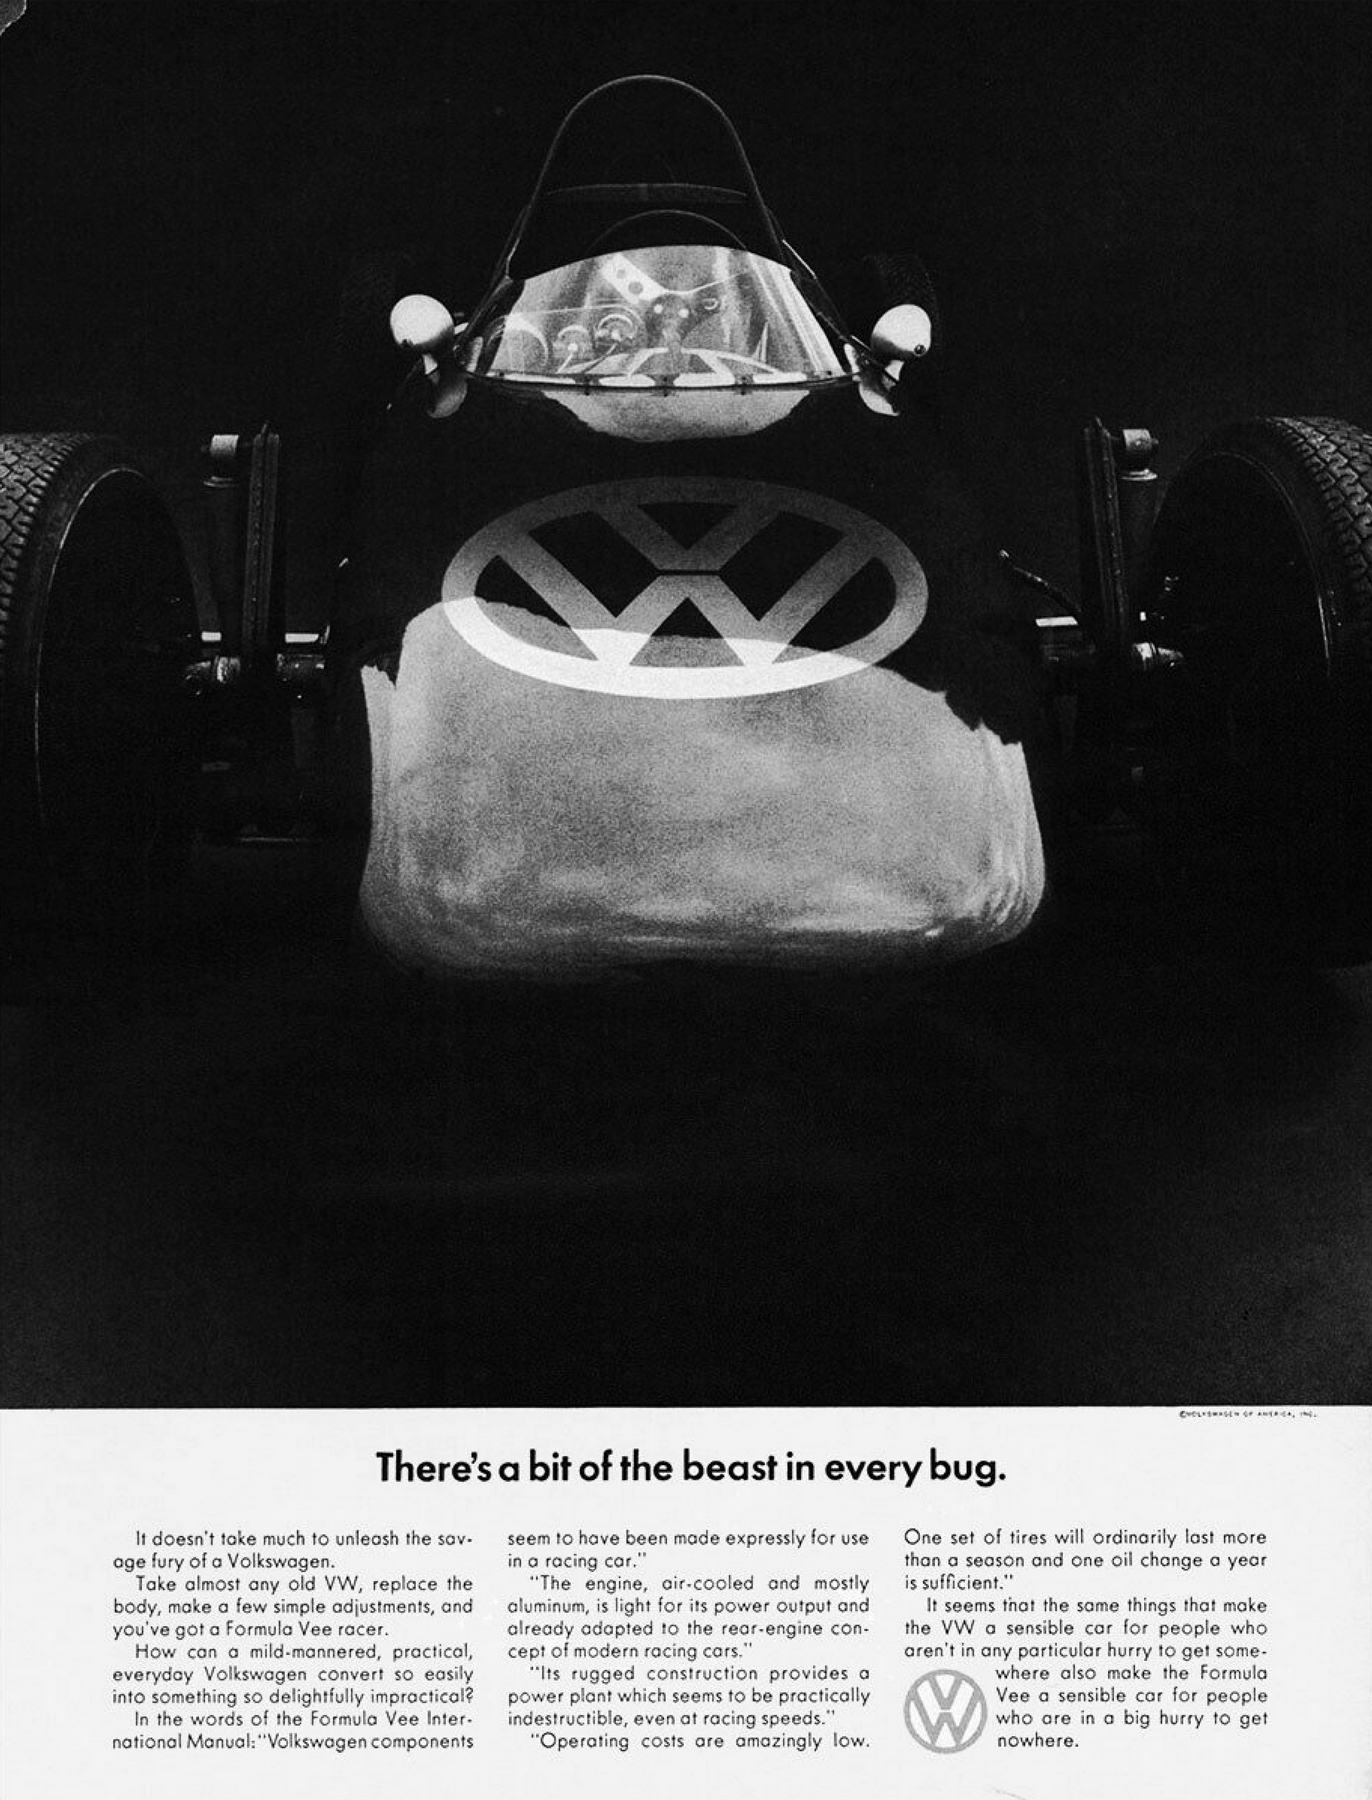 ©VOLKSWAGEN OF AMERICA, INC.
There's a bit of the beast in every bug.
It doesn't take much to unleash the sav-
age fury of a Volkswagen.
Take almost any old VW, replace the
body, make a few simple adjustments, and
you've got a Formula Vee racer.
How can a mild-mannered, practical,
everyday Volkswagen convert so easily
into something so delightfully impractical?
In the words of the Formula Vee Inter-
national Manual: "Volkswagen components
seem to have been made expressly for use
in a racing car."
"The engine, air-cooled and mostly
aluminum, is light for its power output and
already adapted to the rear-engine con-
cept of modern racing cars."
"Its rugged construction provides a
power plant which seems to be practically
indestructible, even at racing speeds."
"Operating costs are amazingly low.
One set of tires will ordinarily last more
than a season and one oil change a year
is sufficient."
It seems that the same things that make
the VW a sensible car for people who
aren't in any particular hurry to get some-
where also make the Formula
Vee a sensible car for people
who are in a big hurry to get
nowhere.